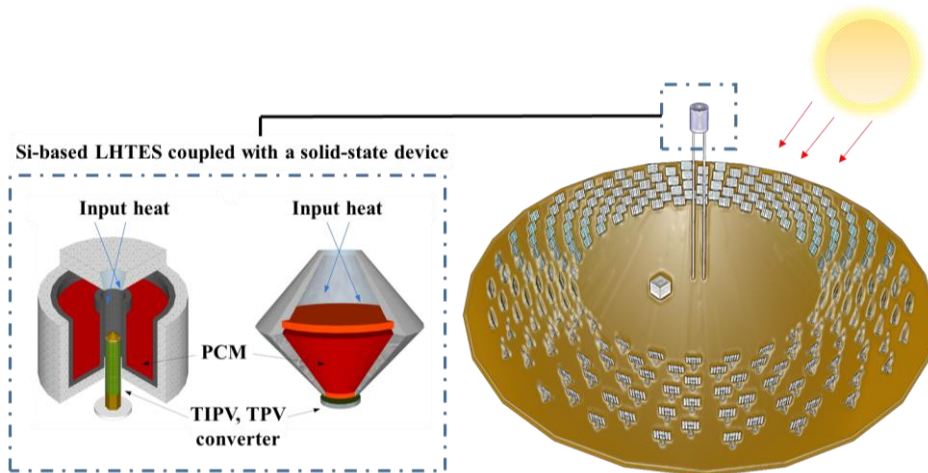 Si-based LHTES coupled with a solid-state device
Input heat
Input heat
PCM
TIPV, TPV
converter